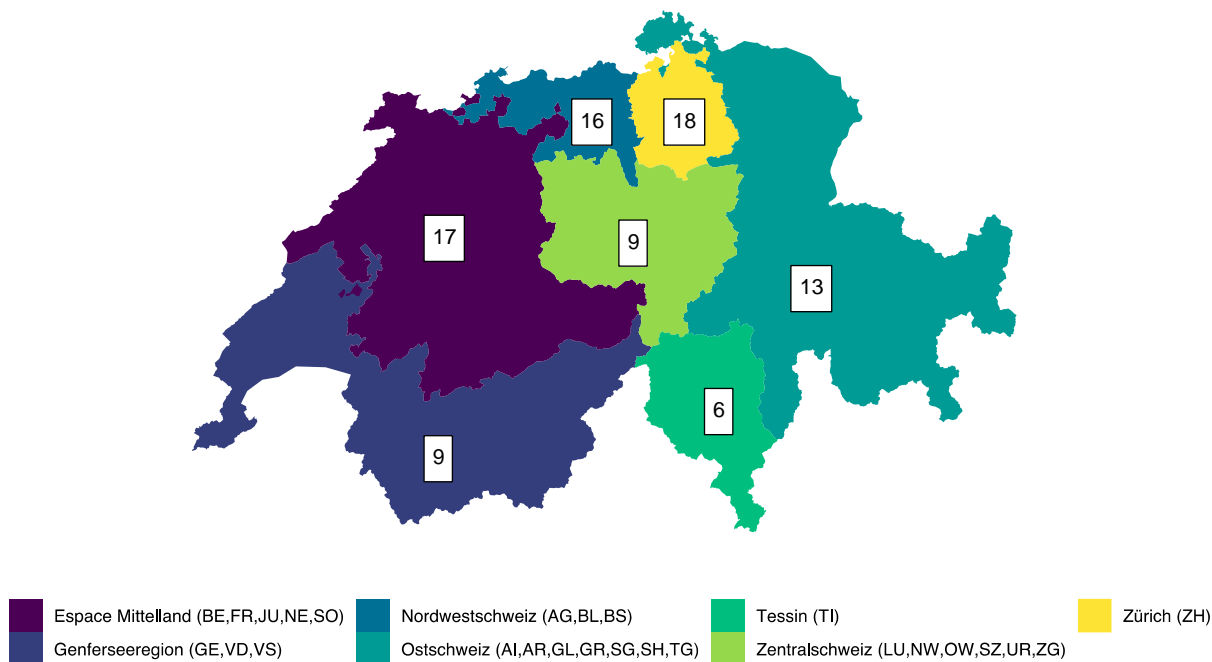 16
18
17
9
13
6
9
Espace Mittelland (BE,FR,JU,NE,SO)
Nordwestschweiz (AG,BL,BS)
Tessin (TI)
Zürich (ZH)
Genferseeregion (GE,VD,VS)
Ostschweiz (AI,AR,GL,GR,SG,SH,TG)
Zentralschweiz (LU,NW,OW,SZ,UR,ZG)